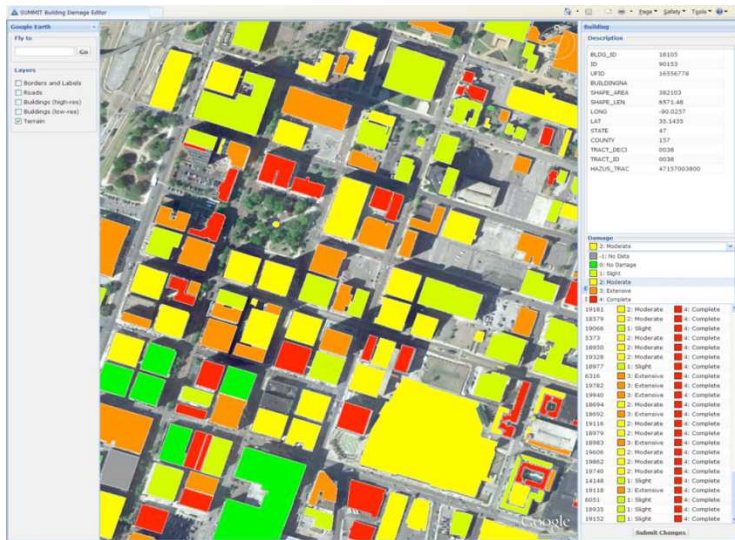 SUMMIT Building Damage Editor
Page Safety Tools
Google Earth
Fly to
Go
Layers
Borders and Labels
Roads
Buildings (high-res)
Buildings (low-res)
Terrain
Building
Description
BLDG_ID 18105
ID 90153
UFID 16556778
BUILDINGNA
SHAPE_AREA 382103
SHAPE_LEN 6571.46
LONG -90.0257
LAT 35.1435
STATE 47
COUNTY 157
TRACT_DECI 0038
TRACT_ID 0038
HAZUS_TRAC 47157003800
Damage
2: Moderate
-1: No Data
0: No Damage
1: Slight
2: Moderate
3: Extensive
4: Complete
19181 2: Moderate 4: Complete
18579 2: Moderate 4: Complete
19066 1: Slight 4: Complete
5373 2: Moderate 4: Complete
18950 2: Moderate 4: Complete
19328 2: Moderate 4: Complete
18977 1: Slight 4: Complete
6316 3: Extensive 4: Complete
19782 3: Extensive 4: Complete
19940 3: Extensive 4: Complete
18694 2: Moderate 4: Complete
18692 3: Extensive 4: Complete
19116 2: Moderate 4: Complete
18979 2: Moderate 4: Complete
18983 3: Extensive 4: Complete
19606 2: Moderate 4: Complete
19862 2: Moderate 4: Complete
19740 2: Moderate 4: Complete
14148 1: Slight 4: Complete
19118 3: Extensive 4: Complete
6051 1: Slight 4: Complete
18935 1: Slight 4: Complete
19152 1: Slight 4: Complete
Google
Submit Changes